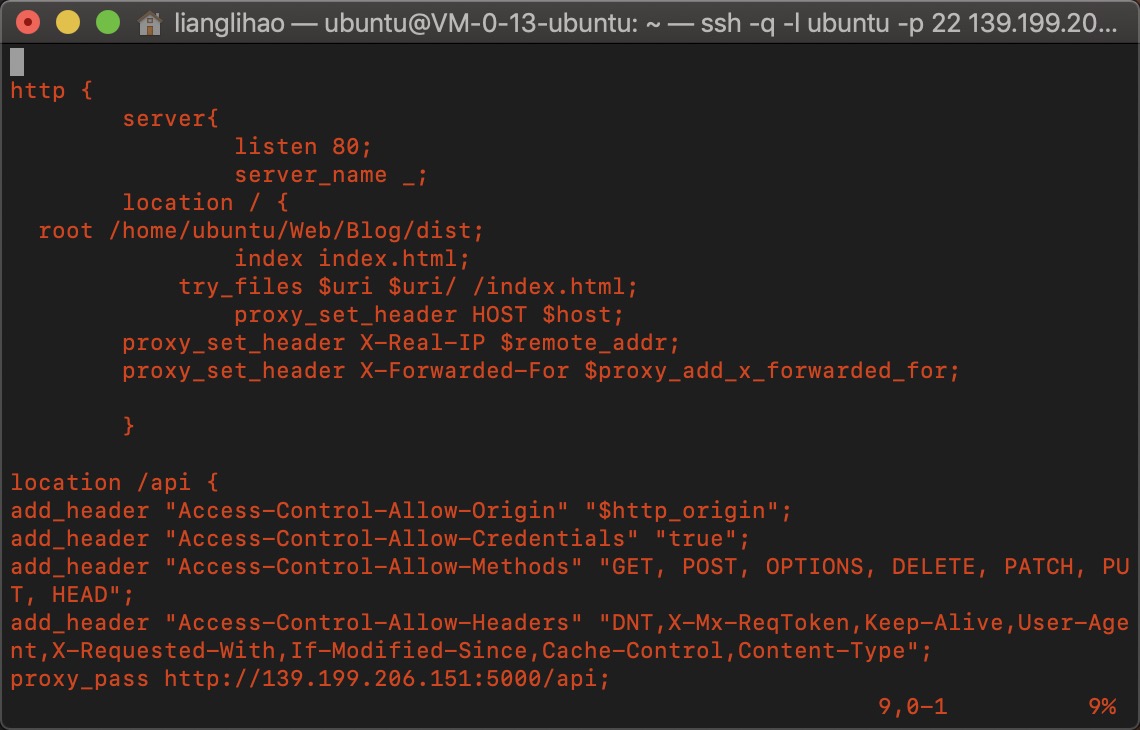 lianglihao — ubuntu@VM-0-13-ubuntu: ~ — ssh -q -l ubuntu -p 22 139.199.20...
http {
server{
listen 80;
server_name _;
location / {
root /home/ubuntu/Web/Blog/dist;
index index.html;
try_files $uri $uri/ /index.html;
proxy_set_header HOST $host;
proxy_set_header X-Real-IP $remote_addr;
proxy_set_header X-Forwarded-For $proxy_add_x_forwarded_for;
}
location /api {
add_header "Access-Control-Allow-Origin" "$http_origin";
add_header "Access-Control-Allow-Credentials" "true";
add_header "Access-Control-Allow-Methods" "GET, POST, OPTIONS, DELETE, PATCH, PU
T, HEAD";
add_header "Access-Control-Allow-Headers" "DNT,X-Mx-ReqToken,Keep-Alive,User-Age
nt,X-Requested-With,If-Modified-Since,Cache-Control,Content-Type";
proxy_pass http://139.199.206.151:5000/api;
9,0-1 9%